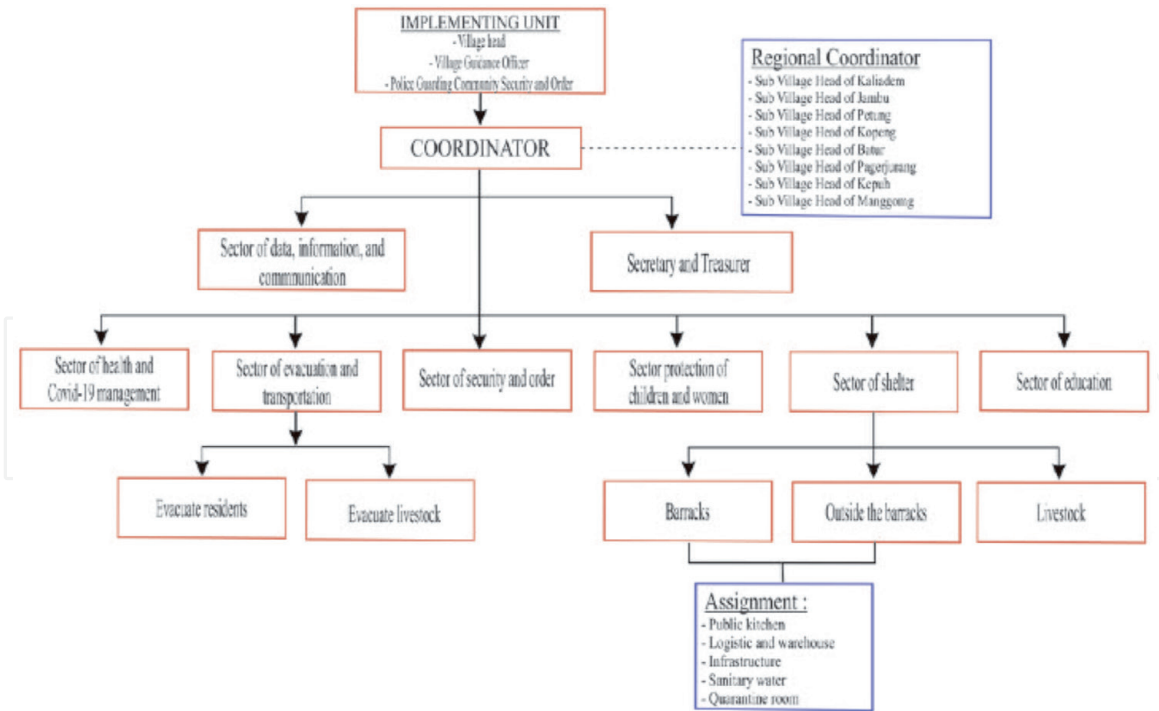 IMPLEMENTING UNIT
- Village head
- Village Guidance Officer
- Police Guarding Community Security and Order
Regional Coordinator
- Sub Village Head of Kaliadem
- Sub Village Head of Jambu
- Sub Village Head of Petung
- Sub Village Head of Kopeng
- Sub Village Head of Batur
- Sub Village Head of Pagerjurang
- Sub Village Head of Kepuh
- Sub Village Head of Manggomg
COORDINATOR
Sector of data, information, and
commnunication
Secretary and Treasurer
Sector of health and
Covid-19 management
Sector of evacuation and
transportation
Sector of security and order
Sector protection of
children and women
Sector of shelter
Sector of education
Evacuate residents
Evacuate livestock
Barracks
Outside the barracks
Livestock
Assignment :
- Public kitchen
- Logistic and warehouse
- Infrastructure
- Sanitary water
- Quarantine room